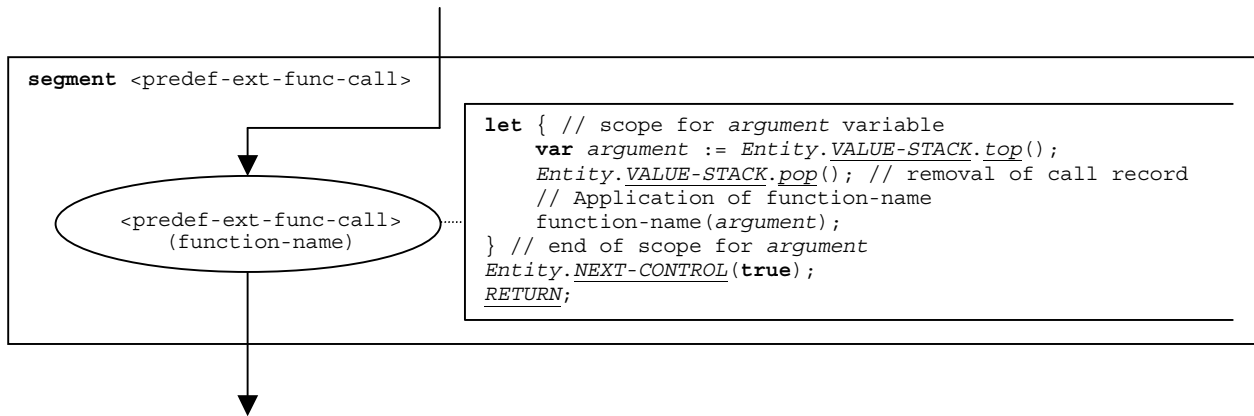 segment <predef-ext-func-call>
<predef-ext-func-call>
(function-name)
let { // scope for argument variable
var argument := Entity.VALUE-STACK.top();
Entity.VALUE-STACK.pop(); // removal of call record
// Application of function-name
function-name(argument);
} // end of scope for argument
Entity.NEXT-CONTROL(true);
RETURN;